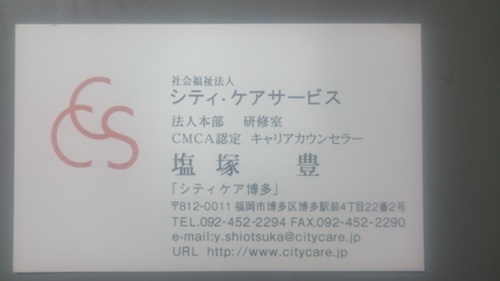 CCS
社会福祉法人
シティ・ケアサービス
法人本部 研修室
CMCA認定 キャリアカウンセラー
塩塚 豊
「シティケア博多」
〒812-0011 福岡市博多区博多駅前4丁目22番2号
TEL.092-452-2294 FAX.092-452-2290
e-mail:y.shiotsuka@citycare.jp
URL http://www.citycare.jp